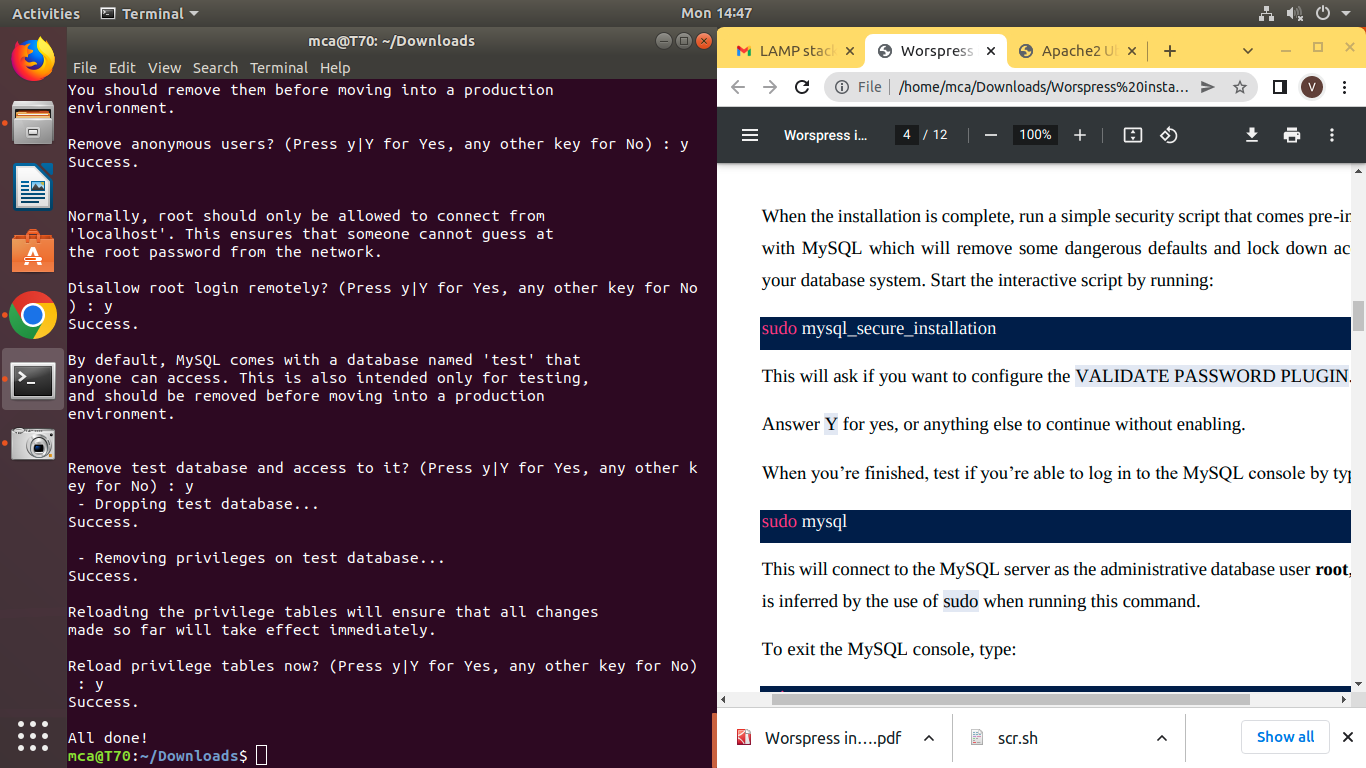 Activities
Terminal
Mon 14:47
mca@T70: ~/Downloads
File Edit View Search Terminal Help
You should remove them before moving into a production
environment.
Remove anonymous users? (Press y|Y for Yes, any other key for No) : y
Success.
Normally, root should only be allowed to connect from
'localhost'. This ensures that someone cannot guess at
the root password from the network.
Disallow root login remotely? (Press y|Y for Yes, any other key for No
) : y
Success.
By default, MySQL comes with a database named 'test' that
anyone can access. This is also intended only for testing,
and should be removed before moving into a production
environment.
Remove test database and access to it? (Press y|Y for Yes, any other k
ey for No) : y
 - Dropping test database...
Success.
 - Removing privileges on test database...
Success.
Reloading the privilege tables will ensure that all changes
made so far will take effect immediately.
Reload privilege tables now? (Press y|Y for Yes, any other key for No)
 : y
Success.
All done!
mca@T70:~/Downloads$
LAMP stac
Worspress
Apache2 U
File
/home/mca/Downloads/Worspress%20insta...
V
Worspress i...
4 / 12
100%
When the installation is complete, run a simple security script that comes pre-in
with MySQL which will remove some dangerous defaults and lock down ac
your database system. Start the interactive script by running:
sudo mysql_secure_installation
This will ask if you want to configure the VALIDATE PASSWORD PLUGIN.
Answer Y for yes, or anything else to continue without enabling.
When you’re finished, test if you’re able to log in to the MySQL console by typ
sudo mysql
This will connect to the MySQL server as the administrative database user root,
is inferred by the use of sudo when running this command.
To exit the MySQL console, type:
Worspress in....pdf
scr.sh
Show all